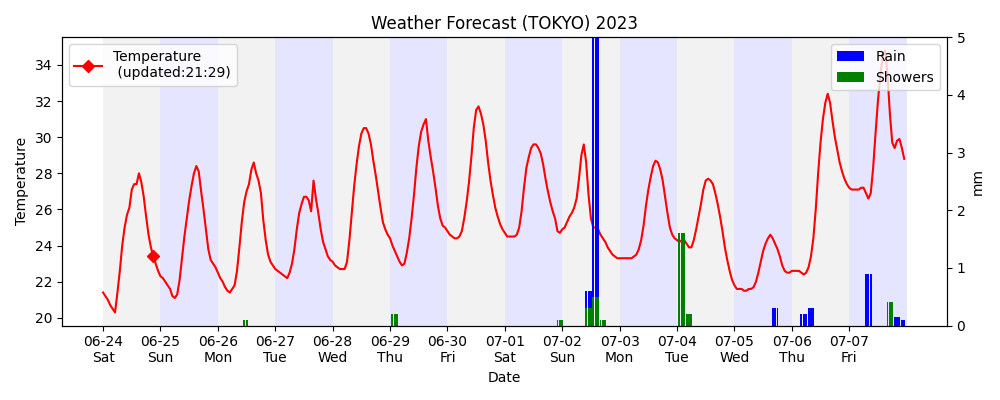 Weather Forecast (TOKYO) 2023
Temperature
(updated:21:29)
Rain
Showers
Temperature
34
32
30
28
26
24
22
20
5
4
3
2
1
0
mm
06-24 06-25 06-26 06-27 06-28 06-29 06-30 07-01 07-02 07-03 07-04 07-05 07-06 07-07
Sat Sun Mon Tue Wed Thu Fri Sat Sun Mon Tue Wed Thu Fri
Date